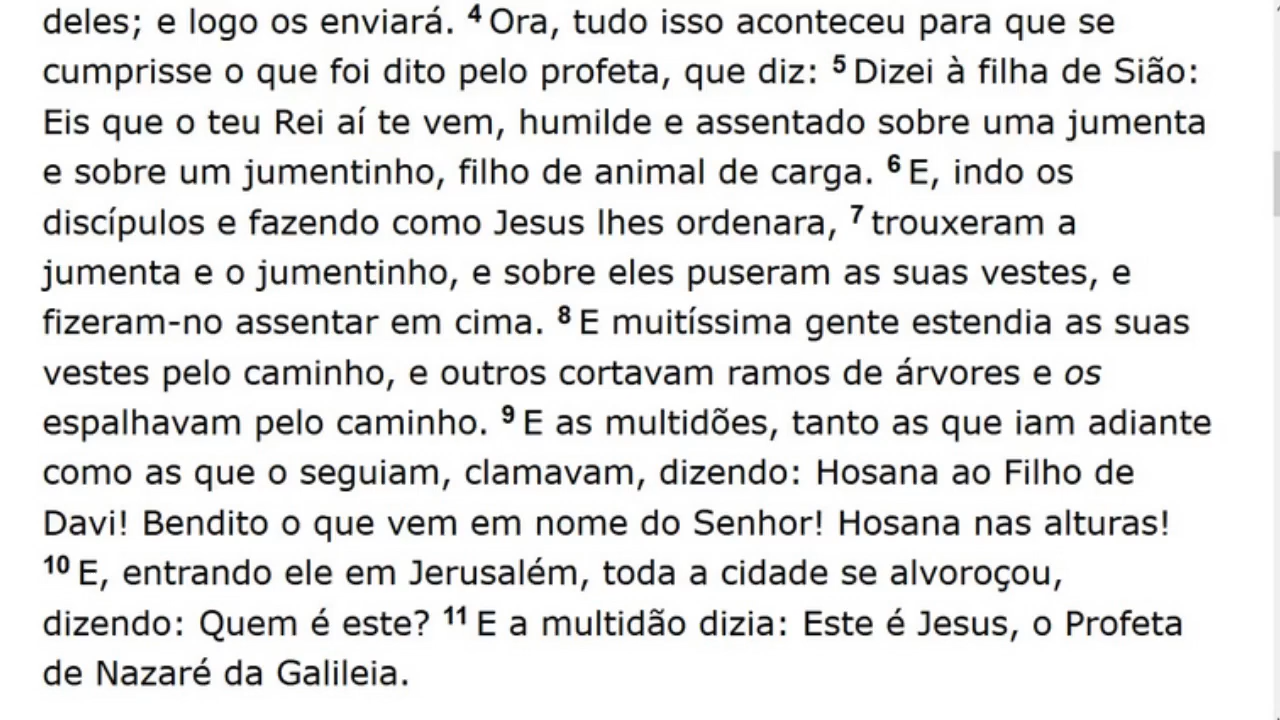 deles; e logo os enviará. 4 Ora, tudo isso aconteceu para que se
cumprisse o que foi dito pelo profeta, que diz: 5 Dizei à filha de Sião:
Eis que o teu Rei aí te vem, humilde e assentado sobre uma jumenta
e sobre um jumentinho, filho de animal de carga. 6 E, indo os
discípulos e fazendo como Jesus lhes ordenara, 7 trouxeram a
jumenta e o jumentinho, e sobre eles puseram as suas vestes, e
fizeram-no assentar em cima. 8 E muitíssima gente estendia as suas
vestes pelo caminho, e outros cortavam ramos de árvores e os
espalhavam pelo caminho. 9 E as multidões, tanto as que iam adiante
como as que o seguiam, clamavam, dizendo: Hosana ao Filho de
Davi! Bendito o que vem em nome do Senhor! Hosana nas alturas!
10 E, entrando ele em Jerusalém, toda a cidade se alvoroçou,
dizendo: Quem é este? 11 E a multidão dizia: Este é Jesus, o Profeta
de Nazaré da Galileia.